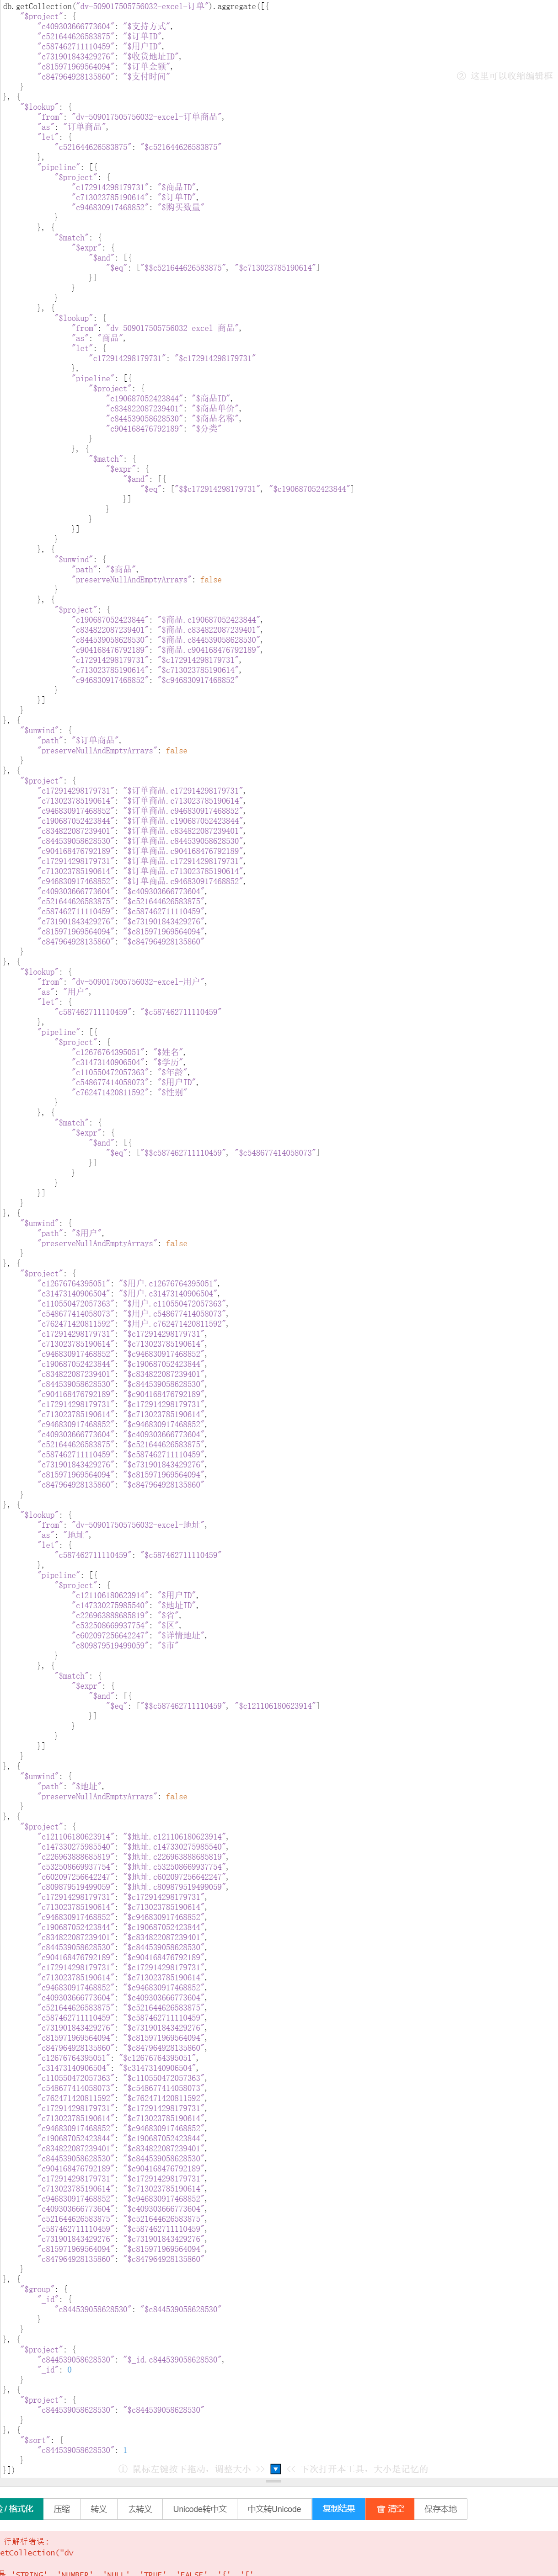 db.getCollection("dv-509017505756032-excel-订单").aggregate([{
"$project": {
"c409303666773604": "$支持方式",
"c521644626583875": "$订单ID",
"c587462711110459": "$用户ID",
"c731901843429276": "$收货地址ID",
"c815971969564094": "$订单金额",
"c847964928135860": "$支付时间"
② 这里可以收缩编辑框
}
}, {
"$lookup": {
"from": "dv-509017505756032-excel-订单商品",
"as": "订单商品",
"let": {
"c521644626583875": "$c521644626583875"
},
"pipeline": [{
"$project": {
"c172914298179731": "$商品ID",
"c713023785190614": "$订单ID",
"c946830917468852": "$购买数量"
}
}, {
"$match": {
"$expr": {
"$and": [{
"$eq": ["$$c521644626583875", "$c713023785190614"]
}]
}
}
}, {
"$lookup": {
"from": "dv-509017505756032-excel-商品",
"as": "商品",
"let": {
"c172914298179731": "$c172914298179731"
},
"pipeline": [{
"$project": {
"c190687052423844": "$商品ID",
"c834822087239401": "$商品单价",
"c844539058628530": "$商品名称",
"c904168476792189": "$分类"
}
}, {
"$match": {
"$expr": {
"$and": [{
"$eq": ["$$c172914298179731", "$c190687052423844"]
}]
}
}
}]
}
}, {
"$unwind": {
"path": "$商品",
"preserveNullAndEmptyArrays": false
}
}, {
"$project": {
"c190687052423844": "$商品.c190687052423844",
"c834822087239401": "$商品.c834822087239401",
"c844539058628530": "$商品.c844539058628530",
"c904168476792189": "$商品.c904168476792189",
"c172914298179731": "$c172914298179731",
"c713023785190614": "$c713023785190614",
"c946830917468852": "$c946830917468852"
}
}]
}
}, {
"$unwind": {
"path": "$订单商品",
"preserveNullAndEmptyArrays": false
}
}, {
"$project": {
"c172914298179731": "$订单商品.c172914298179731",
"c713023785190614": "$订单商品.c713023785190614",
"c946830917468852": "$订单商品.c946830917468852",
"c190687052423844": "$订单商品.c190687052423844",
"c834822087239401": "$订单商品.c834822087239401",
"c844539058628530": "$订单商品.c844539058628530",
"c904168476792189": "$订单商品.c904168476792189",
"c172914298179731": "$订单商品.c172914298179731",
"c713023785190614": "$订单商品.c713023785190614",
"c946830917468852": "$订单商品.c946830917468852",
"c409303666773604": "$c409303666773604",
"c521644626583875": "$c521644626583875",
"c587462711110459": "$c587462711110459",
"c731901843429276": "$c731901843429276",
"c815971969564094": "$c815971969564094",
"c847964928135860": "$c847964928135860"
}
}, {
"$lookup": {
"from": "dv-509017505756032-excel-用户",
"as": "用户",
"let": {
"c587462711110459": "$c587462711110459"
},
"pipeline": [{
"$project": {
"c12676764395051": "$姓名",
"c31473140906504": "$学历",
"c110550472057363": "$年龄",
"c548677414058073": "$用户ID",
"c762471420811592": "$性别"
}
}, {
"$match": {
"$expr": {
"$and": [{
"$eq": ["$$c587462711110459", "$c548677414058073"]
}]
}
}
}]
}
}, {
"$unwind": {
"path": "$用户",
"preserveNullAndEmptyArrays": false
}
}, {
"$project": {
"c12676764395051": "$用户.c12676764395051",
"c31473140906504": "$用户.c31473140906504",
"c110550472057363": "$用户.c110550472057363",
"c548677414058073": "$用户.c548677414058073",
"c762471420811592": "$用户.c762471420811592",
"c172914298179731": "$c172914298179731",
"c713023785190614": "$c713023785190614",
"c946830917468852": "$c946830917468852",
"c190687052423844": "$c190687052423844",
"c834822087239401": "$c834822087239401",
"c844539058628530": "$c844539058628530",
"c904168476792189": "$c904168476792189",
"c172914298179731": "$c172914298179731",
"c713023785190614": "$c713023785190614",
"c946830917468852": "$c946830917468852",
"c409303666773604": "$c409303666773604",
"c521644626583875": "$c521644626583875",
"c587462711110459": "$c587462711110459",
"c731901843429276": "$c731901843429276",
"c815971969564094": "$c815971969564094",
"c847964928135860": "$c847964928135860"
}
}, {
"$lookup": {
"from": "dv-509017505756032-excel-地址",
"as": "地址",
"let": {
"c587462711110459": "$c587462711110459"
},
"pipeline": [{
"$project": {
"c121106180623914": "$用户ID",
"c147330275985540": "$地址ID",
"c226963888685819": "$省",
"c532508669937754": "$区",
"c602097256642247": "$详情地址",
"c809879519499059": "$市"
}
}, {
"$match": {
"$expr": {
"$and": [{
"$eq": ["$$c587462711110459", "$c121106180623914"]
}]
}
}
}]
}
}, {
"$unwind": {
"path": "$地址",
"preserveNullAndEmptyArrays": false
}
}, {
"$project": {
"c121106180623914": "$地址.c121106180623914",
"c147330275985540": "$地址.c147330275985540",
"c226963888685819": "$地址.c226963888685819",
"c532508669937754": "$地址.c532508669937754",
"c602097256642247": "$地址.c602097256642247",
"c809879519499059": "$地址.c809879519499059",
"c172914298179731": "$c172914298179731",
"c713023785190614": "$c713023785190614",
"c946830917468852": "$c946830917468852",
"c190687052423844": "$c190687052423844",
"c834822087239401": "$c834822087239401",
"c844539058628530": "$c844539058628530",
"c904168476792189": "$c904168476792189",
"c172914298179731": "$c172914298179731",
"c713023785190614": "$c713023785190614",
"c946830917468852": "$c946830917468852",
"c409303666773604": "$c409303666773604",
"c521644626583875": "$c521644626583875",
"c587462711110459": "$c587462711110459",
"c731901843429276": "$c731901843429276",
"c815971969564094": "$c815971969564094",
"c847964928135860": "$c847964928135860",
"c12676764395051": "$c12676764395051",
"c31473140906504": "$c31473140906504",
"c110550472057363": "$c110550472057363",
"c548677414058073": "$c548677414058073",
"c762471420811592": "$c762471420811592",
"c172914298179731": "$c172914298179731",
"c713023785190614": "$c713023785190614",
"c946830917468852": "$c946830917468852",
"c190687052423844": "$c190687052423844",
"c834822087239401": "$c834822087239401",
"c844539058628530": "$c844539058628530",
"c904168476792189": "$c904168476792189",
"c172914298179731": "$c172914298179731",
"c713023785190614": "$c713023785190614",
"c946830917468852": "$c946830917468852",
"c409303666773604": "$c409303666773604",
"c521644626583875": "$c521644626583875",
"c587462711110459": "$c587462711110459",
"c731901843429276": "$c731901843429276",
"c815971969564094": "$c815971969564094",
"c847964928135860": "$c847964928135860"
}
}, {
"$group": {
"_id": {
"c844539058628530": "$c844539058628530"
}
}
}, {
"$project": {
"c844539058628530": "$_id.c844539058628530",
"_id": 0
}
}, {
"$project": {
"c844539058628530": "$c844539058628530"
}
}, {
"$sort": {
"c844539058628530": 1
}
}])
① 鼠标左键按下拖动，调整大小 >> << 下次打开本工具，大小是记忆的
/ 格式化 压缩 转义 去转义 Unicode转中文 中文转Unicode 复制结果 清空 保存本地
行解析错误:
etCollection("dv
'STRING', 'NUMBER', 'NULL', 'TRUE', 'FALSE', '{', '['